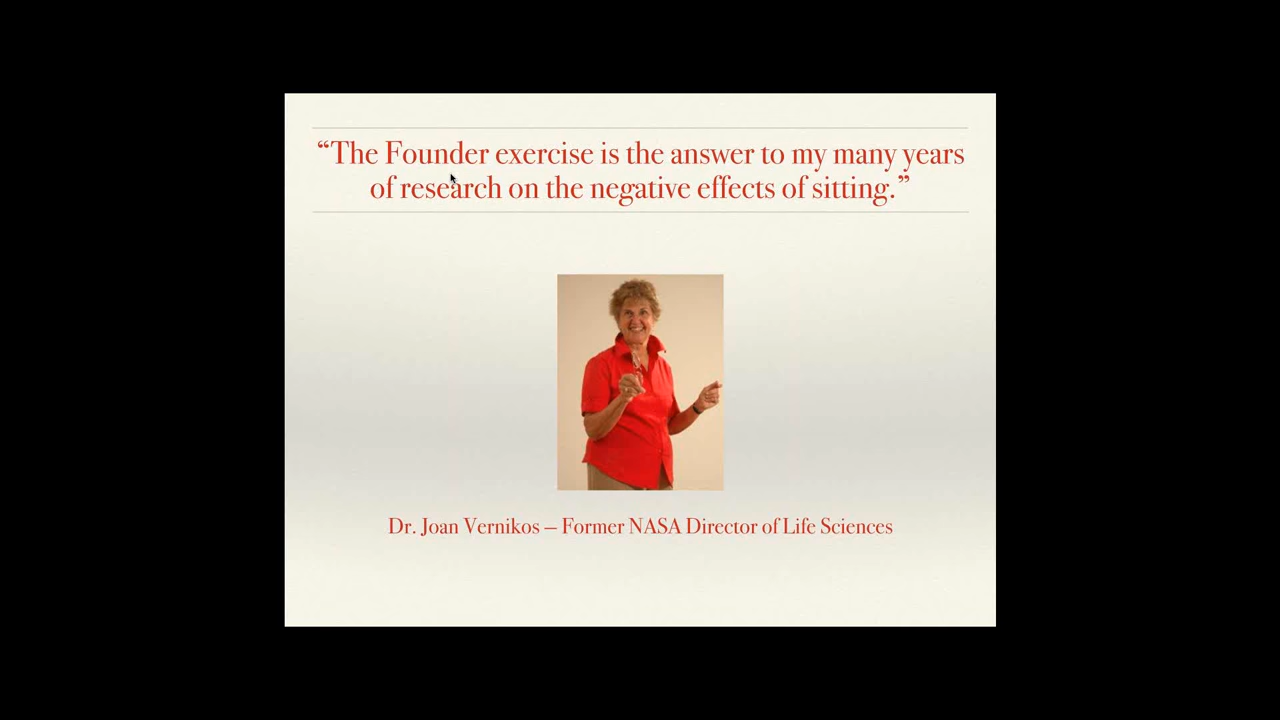 “The Founder exercise is the answer to my many years
of research on the negative effects of sitting.”
Dr. Joan Vernikos – Former NASA Director of Life Sciences